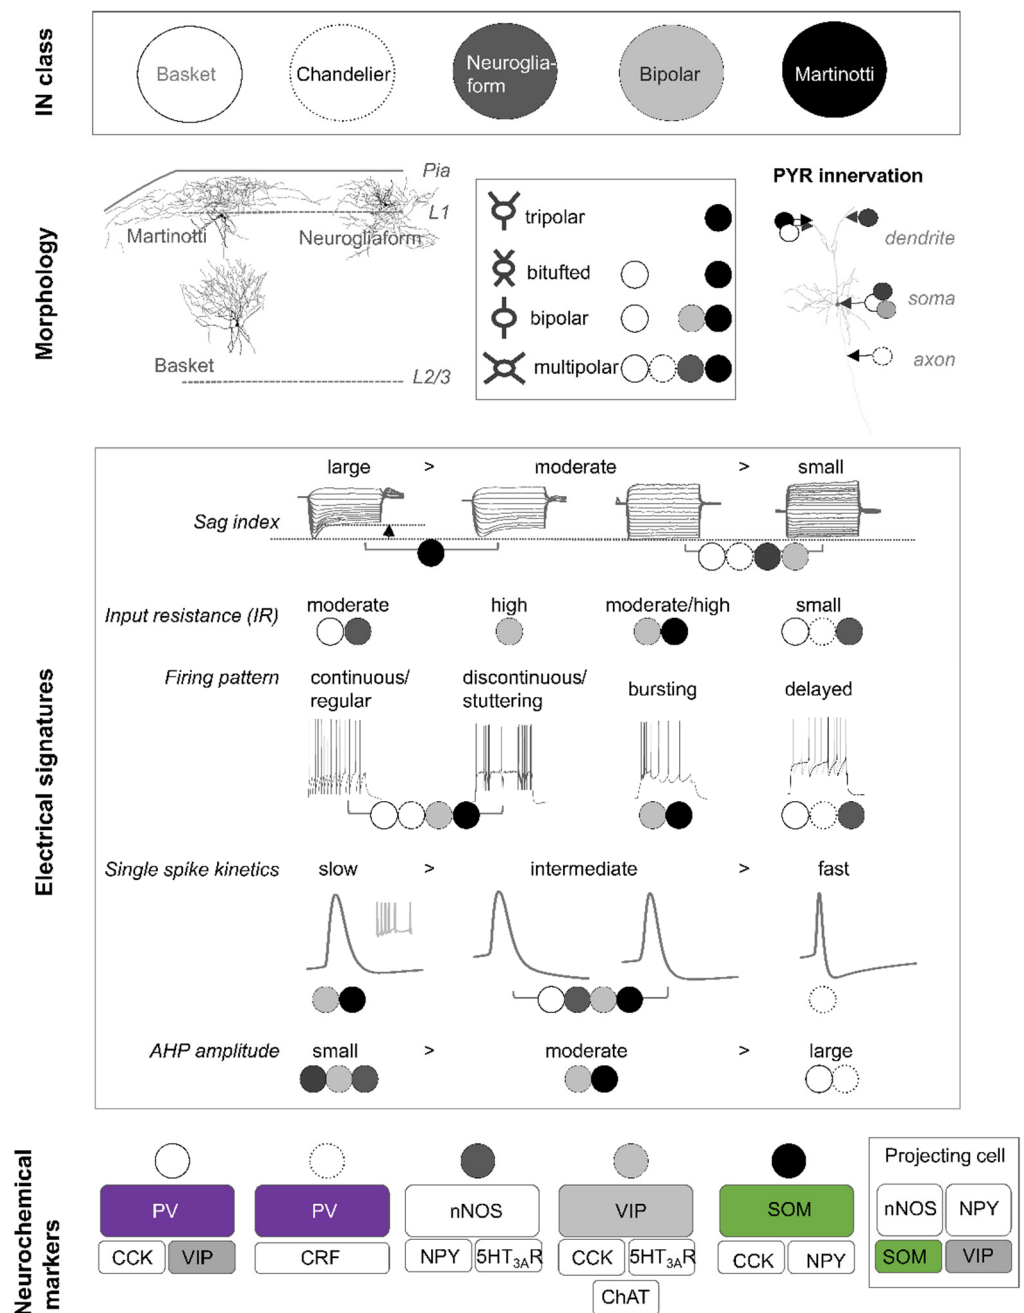 IN class
Basket
Chandelier
Neuroglia-
form
Bipolar
Martinotti
Morphology
Pia
L1
Martinotti
Neurogliaform
Basket
L2/3
tripolar
bitufted
bipolar
multipolar
PYR innervation
dendrite
soma
axon
Electrical signatures
large > moderate > small
Sag index
Input resistance (IR)
moderate
high
moderate/high
small
Firing pattern
continuous/
regular
discontinuous/
stuttering
bursting
delayed
Single spike kinetics
slow > intermediate > fast
AHP amplitude
small > moderate > large
Neurochemical
markers
PV
CCK
VIP
PV
CRF
nNOS
NPY
5HT3AR
VIP
CCK
5HT3AR
ChAT
SOM
CCK
NPY
Projecting cell
nNOS
NPY
SOM
VIP